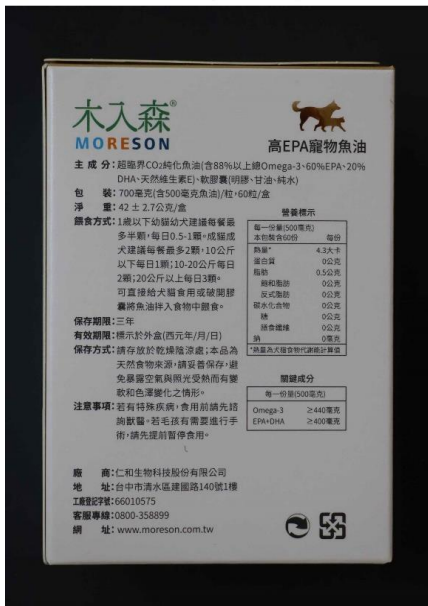 木入森®
MORESON
高EPA寵物魚油
主 成 分：超臨界CO₂純化魚油(含88%以上總Omega-3、60%EPA、20%
DHA、天然維生素E)、軟膠囊(明膠、甘油、純水)
包 裝：700毫克(含500毫克魚油)/粒，60粒/盒
淨 重：42 ± 2.7公克/盒
餵食方式：1歲以下幼貓幼犬建議每餐最
多半顆，每日0.5-1顆。成貓成
犬建議每餐最多2顆，10公斤
以下每日1顆；10-20公斤每日
2顆；20公斤以上每日3顆。
可直接給犬貓食用或破開膠
囊將魚油拌入食物中餵食。
保存期限：三年
有效期限：標示於外盒(西元年/月/日)
保存方式：請存放於乾燥陰涼處；本品為
天然食物來源，請妥善保存，避
免暴露空氣與照光受熱而有變
軟和色澤變化之情形。
注意事項：若有特殊疾病，食用前請先諮
詢獸醫。若毛孩有需要進行手
術，請先提前暫停食用。
營養標示
每一份量(500毫克)
本包裝含60份 每份
熱量* 4.3大卡
蛋白質 0公克
脂肪 0.5公克
飽和脂肪 0公克
反式脂肪 0公克
碳水化合物 0公克
糖 0公克
膳食纖維 0公克
鈉 0毫克
*熱量為犬貓食物代謝能計算值
關鍵成分
每一份量(500毫克)
Omega-3 ≥440毫克
EPA+DHA ≥400毫克
廠 商：仁和生物科技股份有限公司
地 址：台中市清水區建國路140號1樓
工廠登記字號：66010575
客服專線：0800-358899
網 址：www.moreson.com.tw